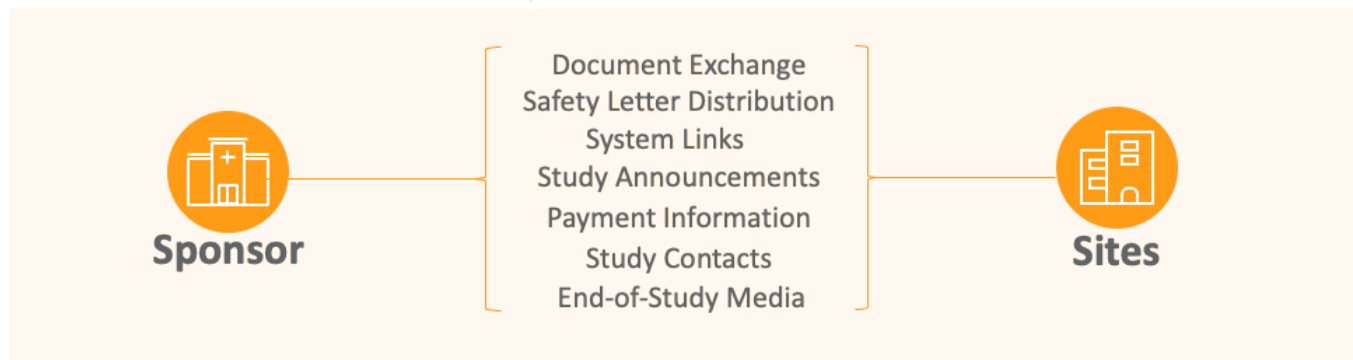 Document Exchange
Safety Letter Distribution
System Links
Study Announcements
Payment Information
Study Contacts
End-of-Study Media
Sponsor
Sites